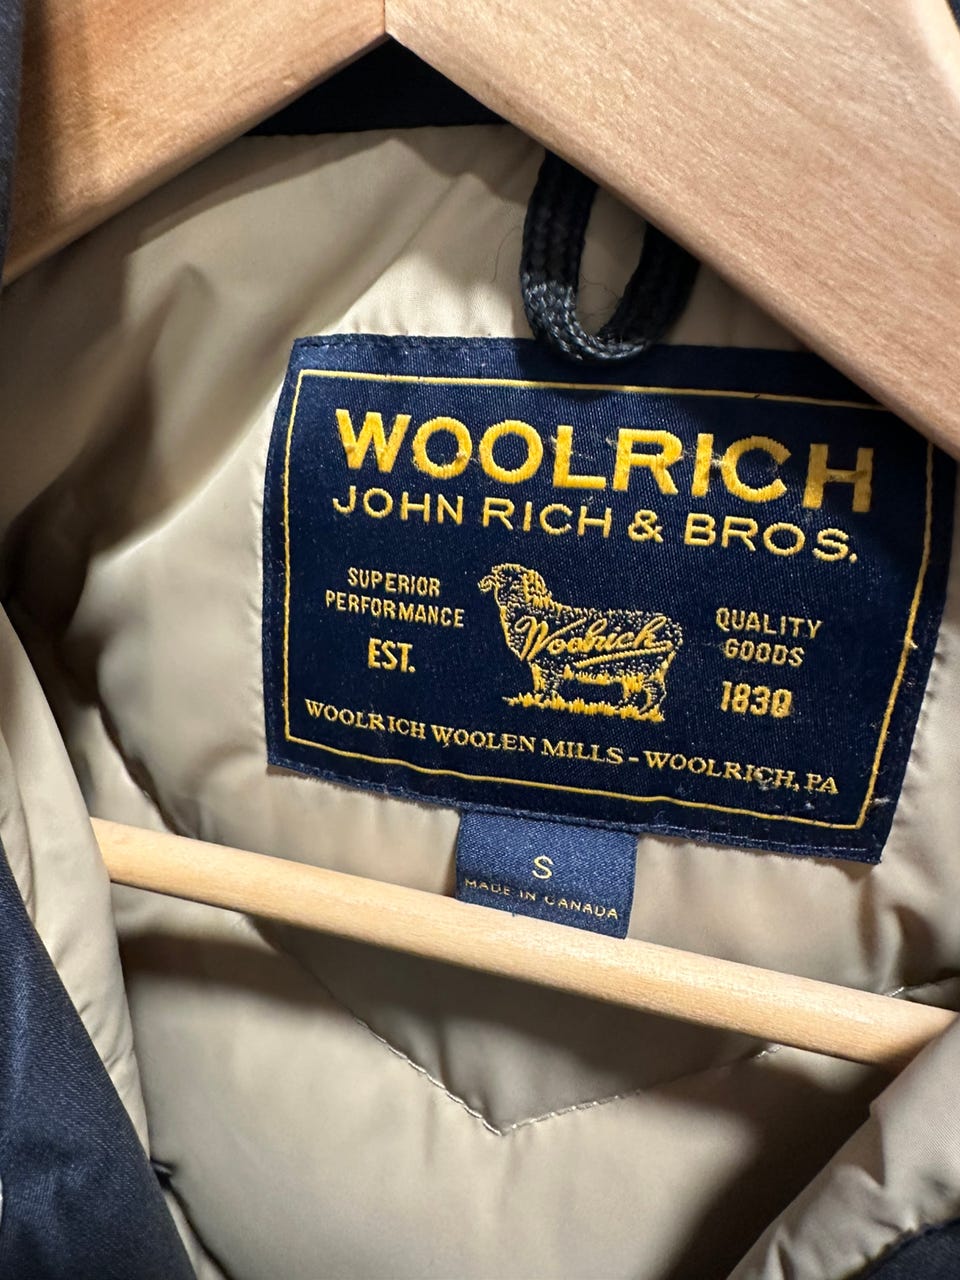 WOOLRICH
JOHN RICH & BROS.
SUPERIOR
PERFORMANCE
EST.
Woolrich
QUALITY
GOODS
1830
WOOLRICH WOOLEN MILLS - WOOLRICH, PA
S
MADE IN CANADA